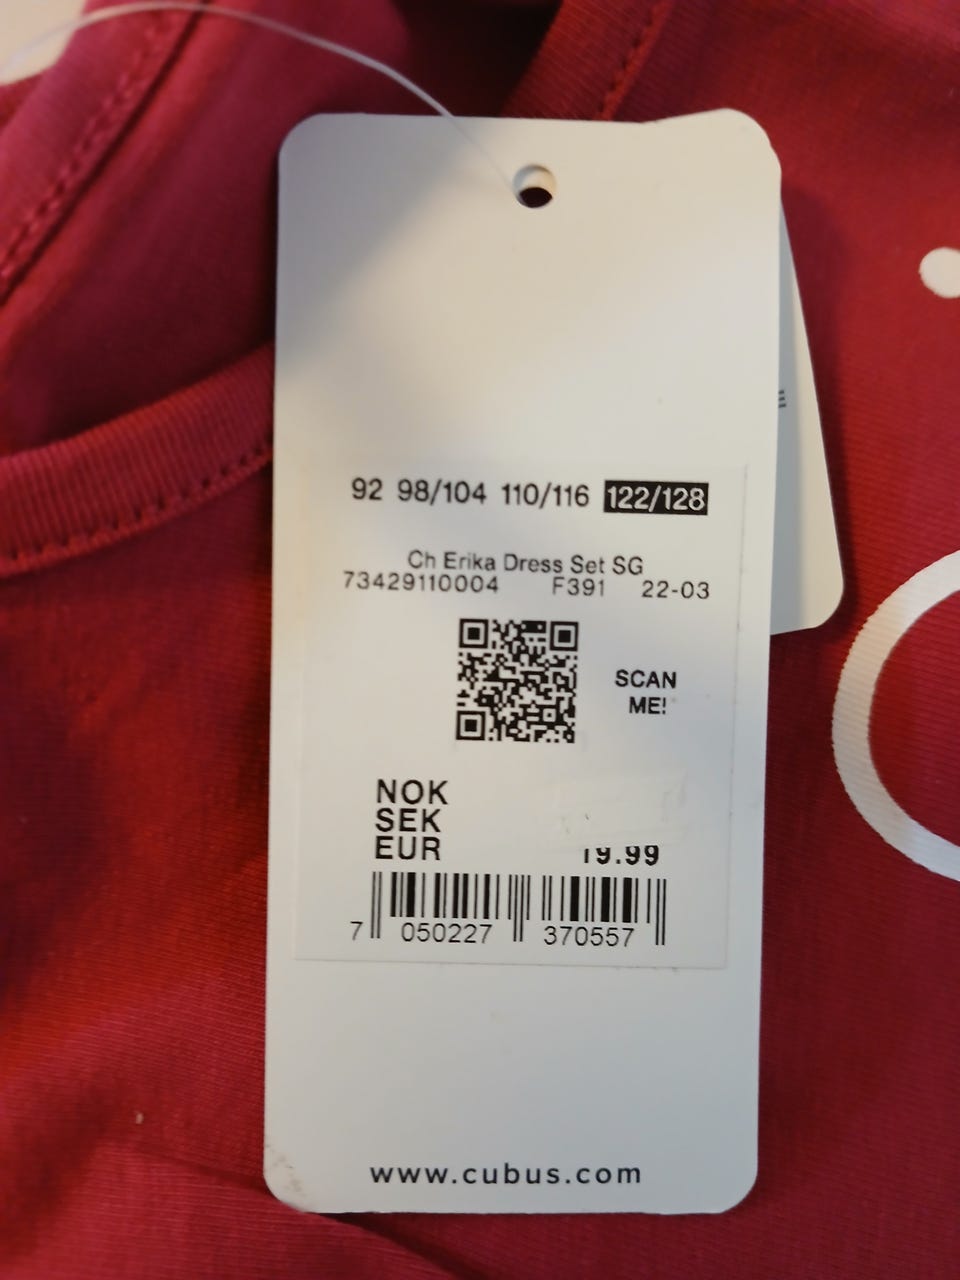 92 98/104 110/116 122/128
Ch Erika Dress Set SG
73429110004 F391 22-03
SCAN
ME!
NOK
SEK
EUR 19.99
7 050227 370557
www.cubus.com